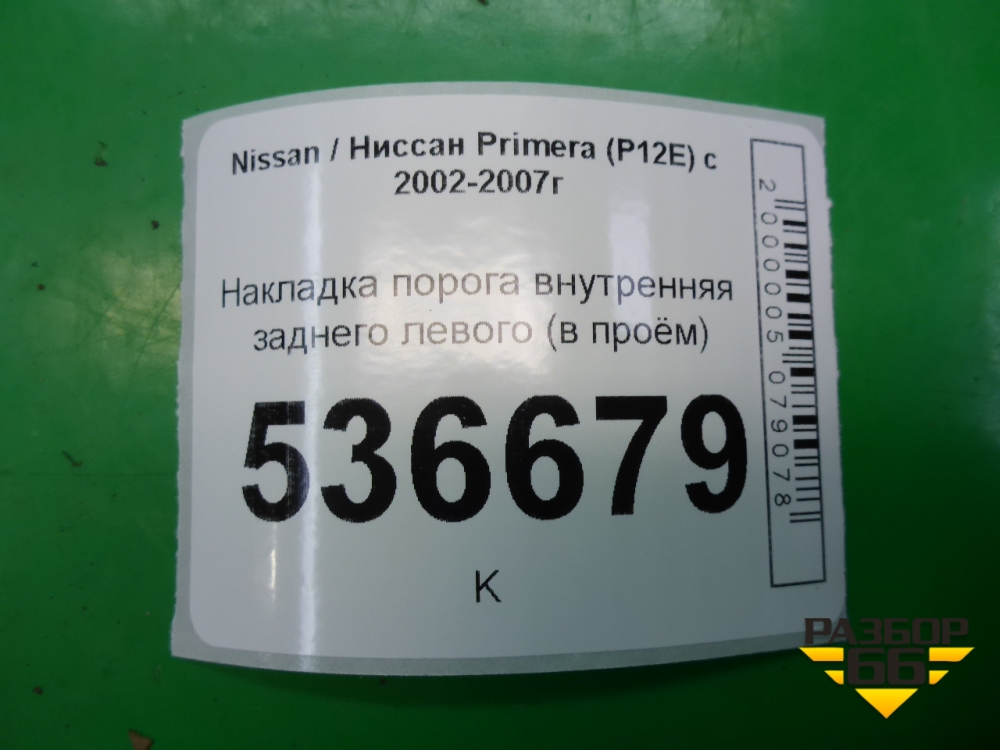 Nissan / Ниссан Primera (P12E) с
2002-2007г
Накладка порога внутренняя
заднего левого (в проём)
536679
К
2000005079078
РАЗБОР
66